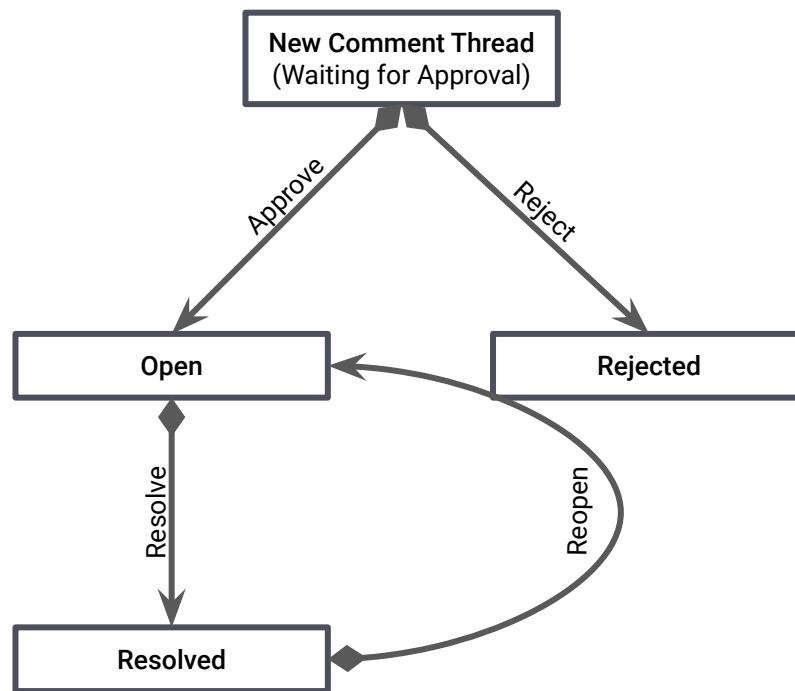 New Comment Thread
(Waiting for Approval)
Approve
Reject
Open
Rejected
Resolve
Reopen
Resolved